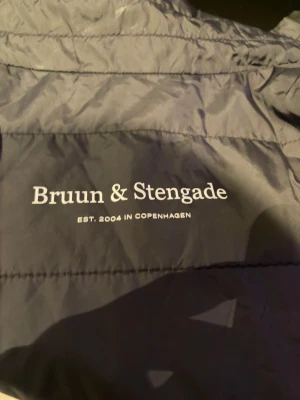 Bruun & Stengade
EST. 2004 IN COPENHAGEN